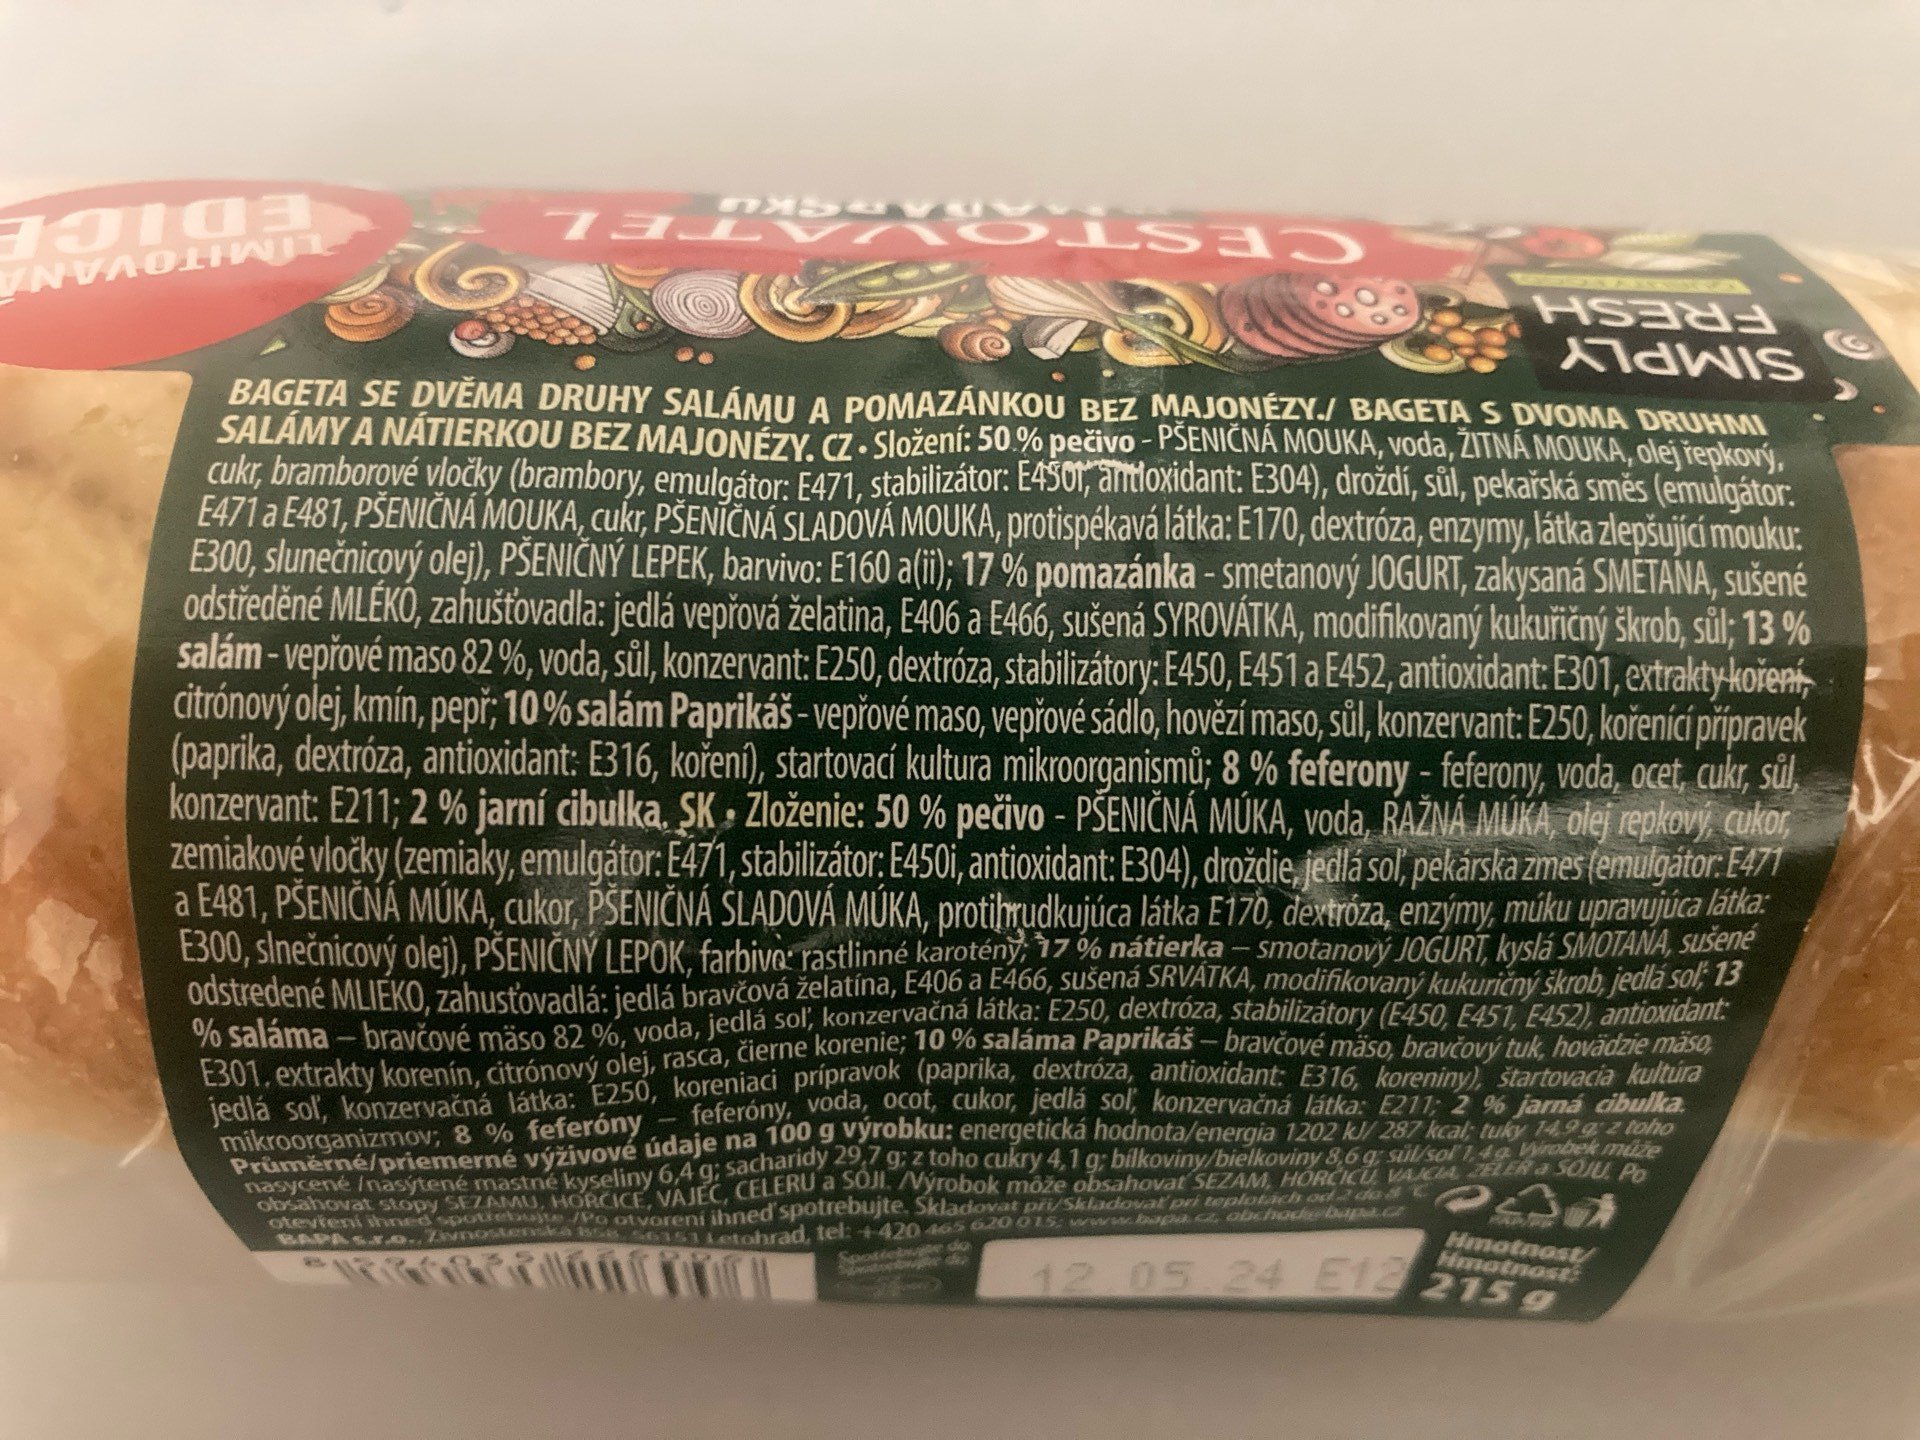 LIMITOVANÁ
EDICE
CESTOVATEL
SIMPLY
FRESH
BAGETA SE DVĚMA DRUHY SALÁMU A POMAZÁNKOU BEZ MAJONÉZY./ BAGETA S DVOMA DRUHMI
SALÁMY A NÁTIERKOU BEZ MAJONÉZY. CZ • Složení: 50 % pečivo - PŠENIČNÁ MOUKA, voda, ŽITNÁ MOUKA, olej řepkový,
cukr, bramborové vločky (brambory, emulgátor: E471, stabilizátor: E450i, antioxidant: E304), droždí, sůl, pekařská směs (emulgátor:
E471 a E481, PŠENIČNÁ MOUKA, cukr, PŠENIČNÁ SLADOVÁ MOUKA, protispékavá látka: E170, dextróza, enzymy, látka zlepšující mouku:
E300, slunečnicový olej), PŠENIČNÝ LEPEK, barvivo: E160 a(ii); 17 % pomazánka - smetanový JOGURT, zakysaná SMETANA, sušené
odstředěné MLÉKO, zahušťovadla: jedlá vepřová želatina, E406 a E466, sušená SYROVÁTKA, modifikovaný kukuřičný škrob, sůl; 13 %
salám - vepřové maso 82 %, voda, sůl, konzervant: E250, dextróza, stabilizátory: E450, E451 a E452, antioxidant: E301, extrakty koření,
citrónový olej, kmín, pepř; 10 % salám Paprikáš - vepřové maso, vepřové sádlo, hovězí maso, sůl, konzervant: E250, kořenící přípravek
(paprika, dextróza, antioxidant: E316, koření), startovací kultura mikroorganismů; 8 % feferony - feferony, voda, ocet, cukr, sůl,
konzervant: E211; 2 % jarní cibulka. SK • Zloženie: 50 % pečivo - PŠENIČNÁ MÚKA, voda, RAŽNÁ MÚKA, olej repkový, cukor,
zemiakové vločky (zemiaky, emulgátor: E471, stabilizátor: E450i, antioxidant: E304), droždie, jedlá soľ, pekárska zmes (emulgátor: E471
a E481, PŠENIČNÁ MÚKA, cukor, PŠENIČNÁ SLADOVÁ MÚKA, protihrudkujúca látka E170, dextróza, enzýmy, múku upravujúca látka:
E300, slnečnicový olej), PŠENIČNÝ LEPOK, farbivo: rastlinné karotény; 17 % nátierka – smotanový JOGURT, kyslá SMOTANA, sušené
odstredené MLIEKO, zahusťovadlá: jedlá bravčová želatína, E406 a E466, sušená SRVÁTKA, modifikovaný kukuričný škrob, jedlá soľ; 13
% saláma – bravčové mäso 82 %, voda, jedlá soľ, konzervačná látka: E250, dextróza, stabilizátory (E450, E451, E452), antioxidant:
E301, extrakty korenín, citrónový olej, rasca, čierne korenie; 10 % saláma Paprikáš – bravčové mäso, bravčový tuk, hovädzie mäso,
jedlá soľ, konzervačná látka: E250, koreniaci prípravok (paprika, dextróza, antioxidant: E316, koreniny), štartovacia kultúra
mikroorganizmov; 8 % feferóny – feferóny, voda, ocot, cukor, jedlá soľ, konzervačná látka: E211; 2 % jarná cibulka.
Průměrné/priemerné výživové údaje na 100 g výrobku: energetická hodnota/energia 1202 kJ/ 287 kcal; tuky 14,9 g; z toho
nasycené /nasýtené mastné kyseliny 6,4 g; sacharidy 29,7 g; z toho cukry 4,1 g; bílkoviny/bielkoviny 8,6 g; sůl/soľ 1,4 g. Výrobek může
obsahovat stopy SEZAMU, HOŘČICE, VAJEC, CELERU a SÓJI. /Výrobok môže obsahovať SEZAM, HORČICU, VAJCIA, ZELER a SÓJU. Po
otevření ihned spotřebujte /Po otvorení ihneď spotrebujte. Skladovat při/Skladovať pri teplotách od 2 do 8 °C
BAPA s.r.o., Živnostenská 56151 Letohrad, tel: +420 465 620 015, www.bapa.cz, obchod@bapa.cz
12 05 24 E12
Hmotnost/
Hmotnosť:
215 g